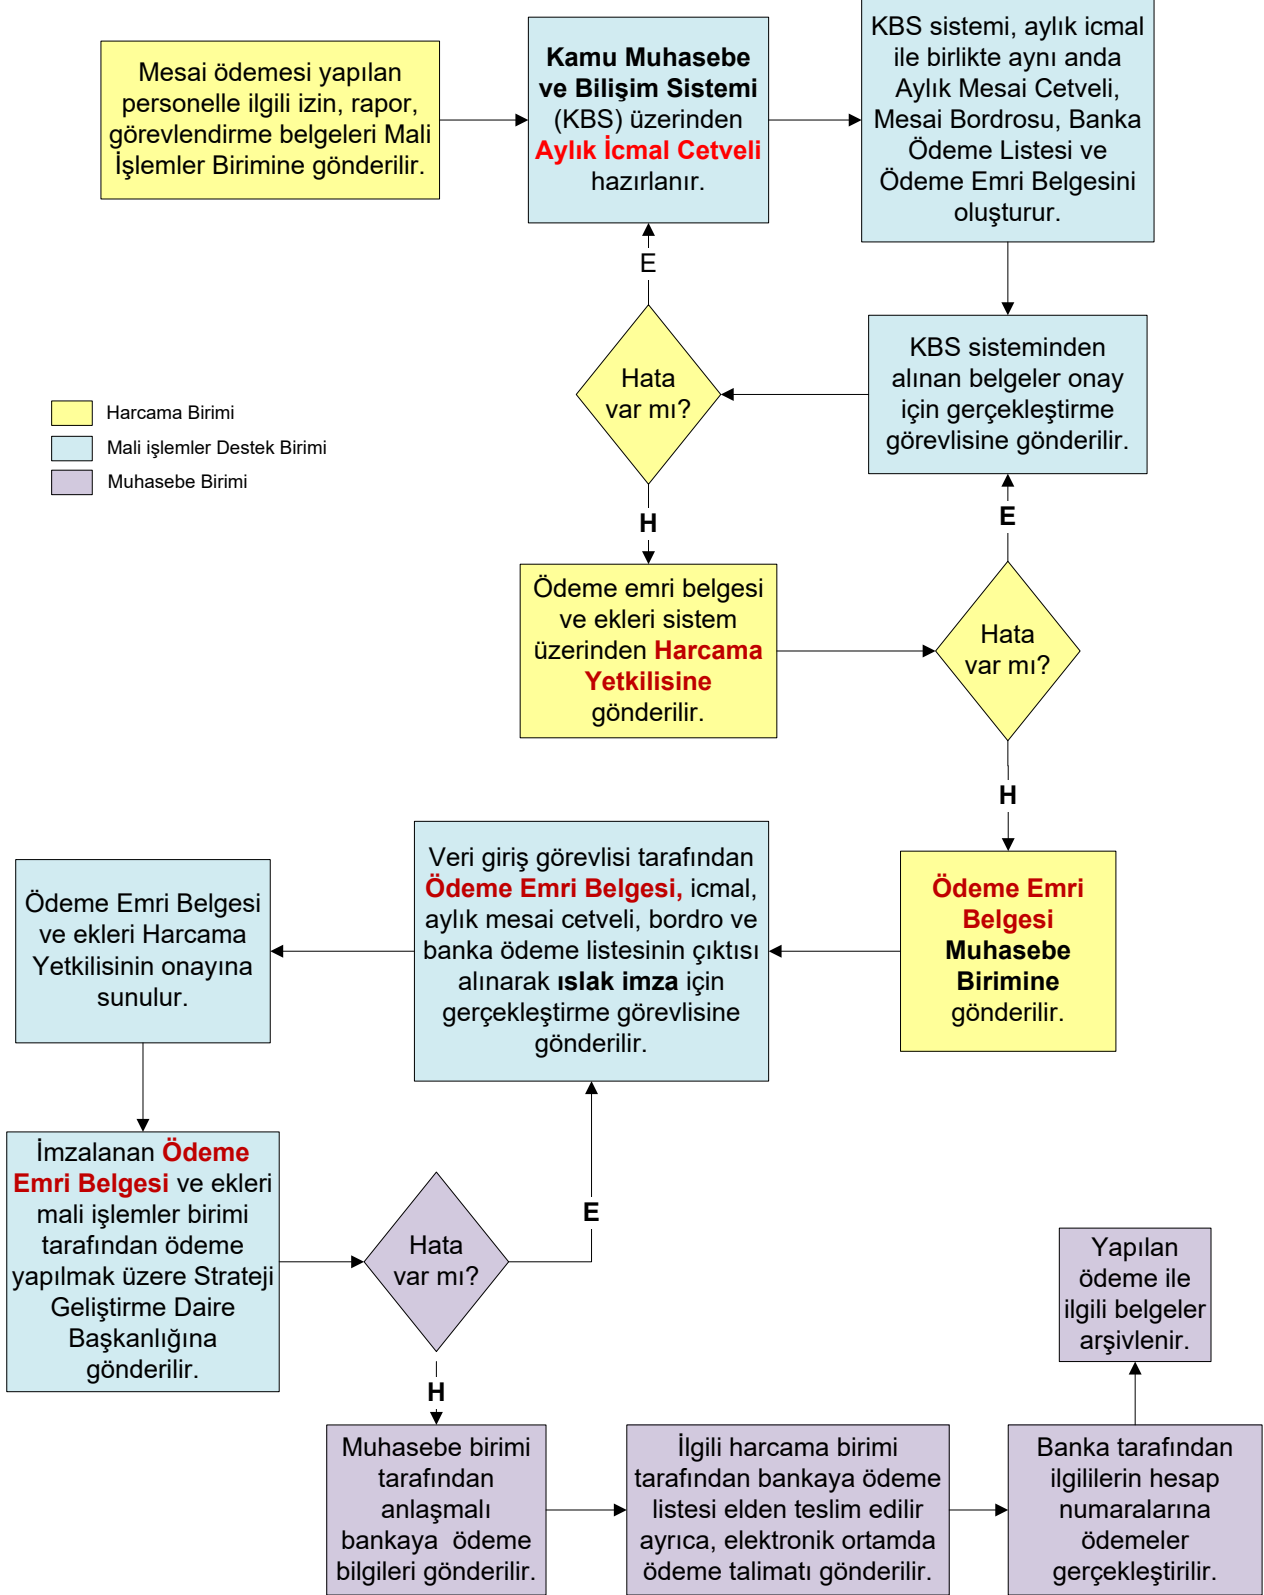 Mesai ödemesi yapılan
personelle ilgili izin, rapor,
görevlendirme belgeleri Mali
İşlemler Birimine gönderilir.
Kamu Muhasebe
ve Bilişim Sistemi
(KBS) üzerinden
Aylık İcmal Cetveli
hazırlanır.
KBS sistemi, aylık icmal
ile birlikte aynı anda
Aylık Mesai Cetveli,
Mesai Bordrosu, Banka
Ödeme Listesi ve
Ödeme Emri Belgesini
oluşturur.
E
Hata
var mı?
KBS sisteminden
alınan belgeler onay
için gerçekleştirme
görevlisine gönderilir.
Harcama Birimi
Mali işlemler Destek Birimi
Muhasebe Birimi
H
E
Ödeme emri belgesi
ve ekleri sistem
üzerinden Harcama
Yetkilisine
gönderilir.
Hata
var mı?
H
Ödeme Emri
Belgesi
Muhasebe
Birimine
gönderilir.
Veri giriş görevlisi tarafından
Ödeme Emri Belgesi, icmal,
aylık mesai cetveli, bordro ve
banka ödeme listesinin çıktısı
alınarak ıslak imza için
gerçekleştirme görevlisine
gönderilir.
Ödeme Emri Belgesi
ve ekleri Harcama
Yetkilisinin onayına
sunulur.
İmzalanan Ödeme
Emri Belgesi ve ekleri
mali işlemler birimi
tarafından ödeme
yapılmak üzere Strateji
Geliştirme Daire
Başkanlığına
gönderilir.
Hata
var mı?
E
H
Muhasebe birimi
tarafından
anlaşmalı
bankaya  ödeme
bilgileri gönderilir.
İlgili harcama birimi
tarafından bankaya ödeme
listesi elden teslim edilir
ayrıca, elektronik ortamda
ödeme talimatı gönderilir.
Banka tarafından
ilgililerin hesap
numaralarına
ödemeler
gerçekleştirilir.
Yapılan
ödeme ile
ilgili belgeler
arşivlenir.